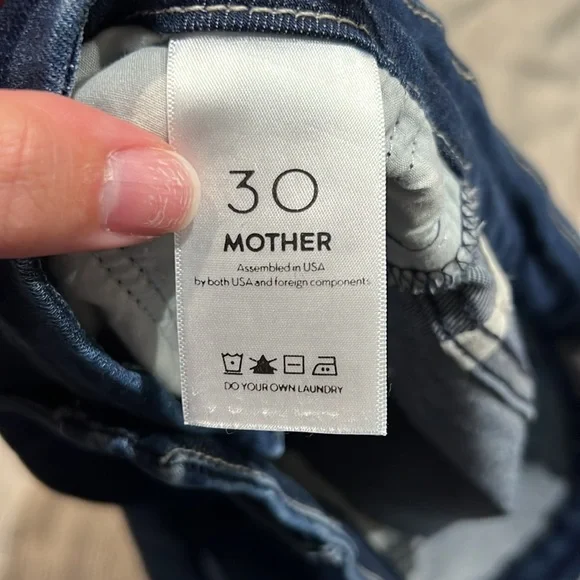 30
MOTHER
Assembled in USA
by both USA and foreign components
DO YOUR OWN LAUNDRY